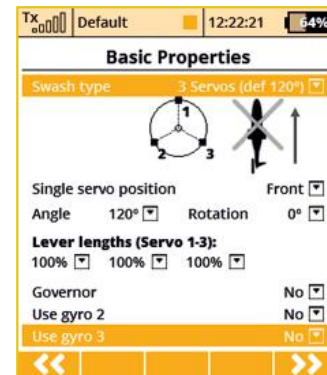 Tx Default 12:22:21 64%
Basic Properties
Swash type 3 Servos (def 120°)
1
2 3
Single servo position Front
Angle 120° Rotation 0°
Lever lengths (Servo 1-3):
100% 100% 100%
Governor No
Use gyro 2 No
Use gyro 3 No